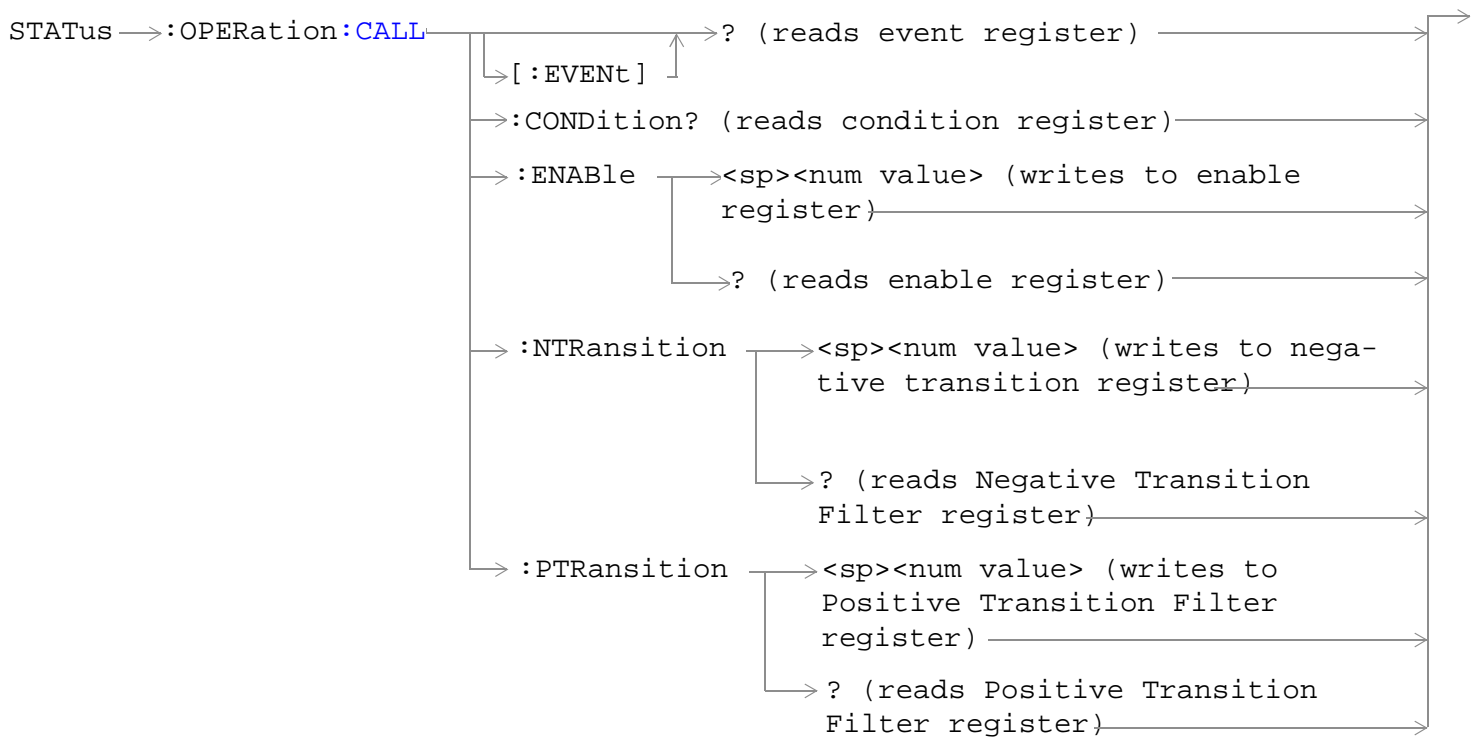 STATus :OPERation:CALL ? (reads event register)
[:EVENt]
:CONDition? (reads condition register)
:ENABle <sp><num value> (writes to enable
register)
? (reads enable register)
:NTRansition <sp><num value> (writes to nega-
tive transition register)
? (reads Negative Transition
Filter register)
:PTRansition <sp><num value> (writes to
Positive Transition Filter
register)
? (reads Positive Transition
Filter register)